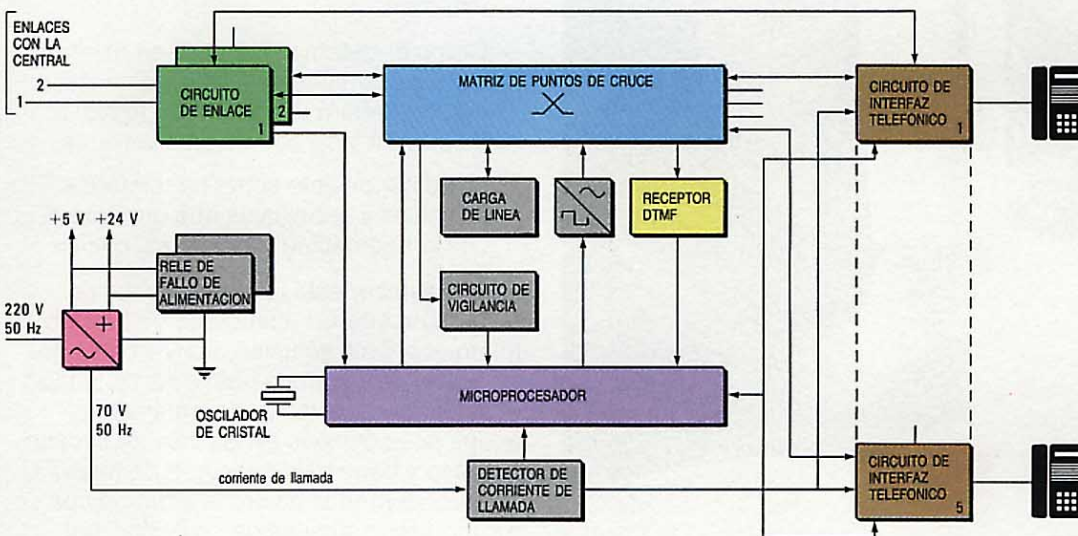 ENLACES
CON LA
CENTRAL
2
1
CIRCUITO
DE ENLACE
1
2
MATRIZ DE PUNTOS DE CRUCE
CIRCUITO DE
INTERFAZ
TELEFONICO
1
CARGA
DE LINEA
RECEPTOR
DTMF
+5 V
+24 V
RELE DE
FALLO DE
ALIMENTACION
CIRCUITO DE
VIGILANCIA
220 V
50 Hz
+
MICROPROCESADOR
OSCILADOR
DE CRISTAL
70 V
50 Hz
corriente de llamada
DETECTOR DE
CORRIENTE DE
LLAMADA
CIRCUITO DE
INTERFAZ
TELEFONICO
5